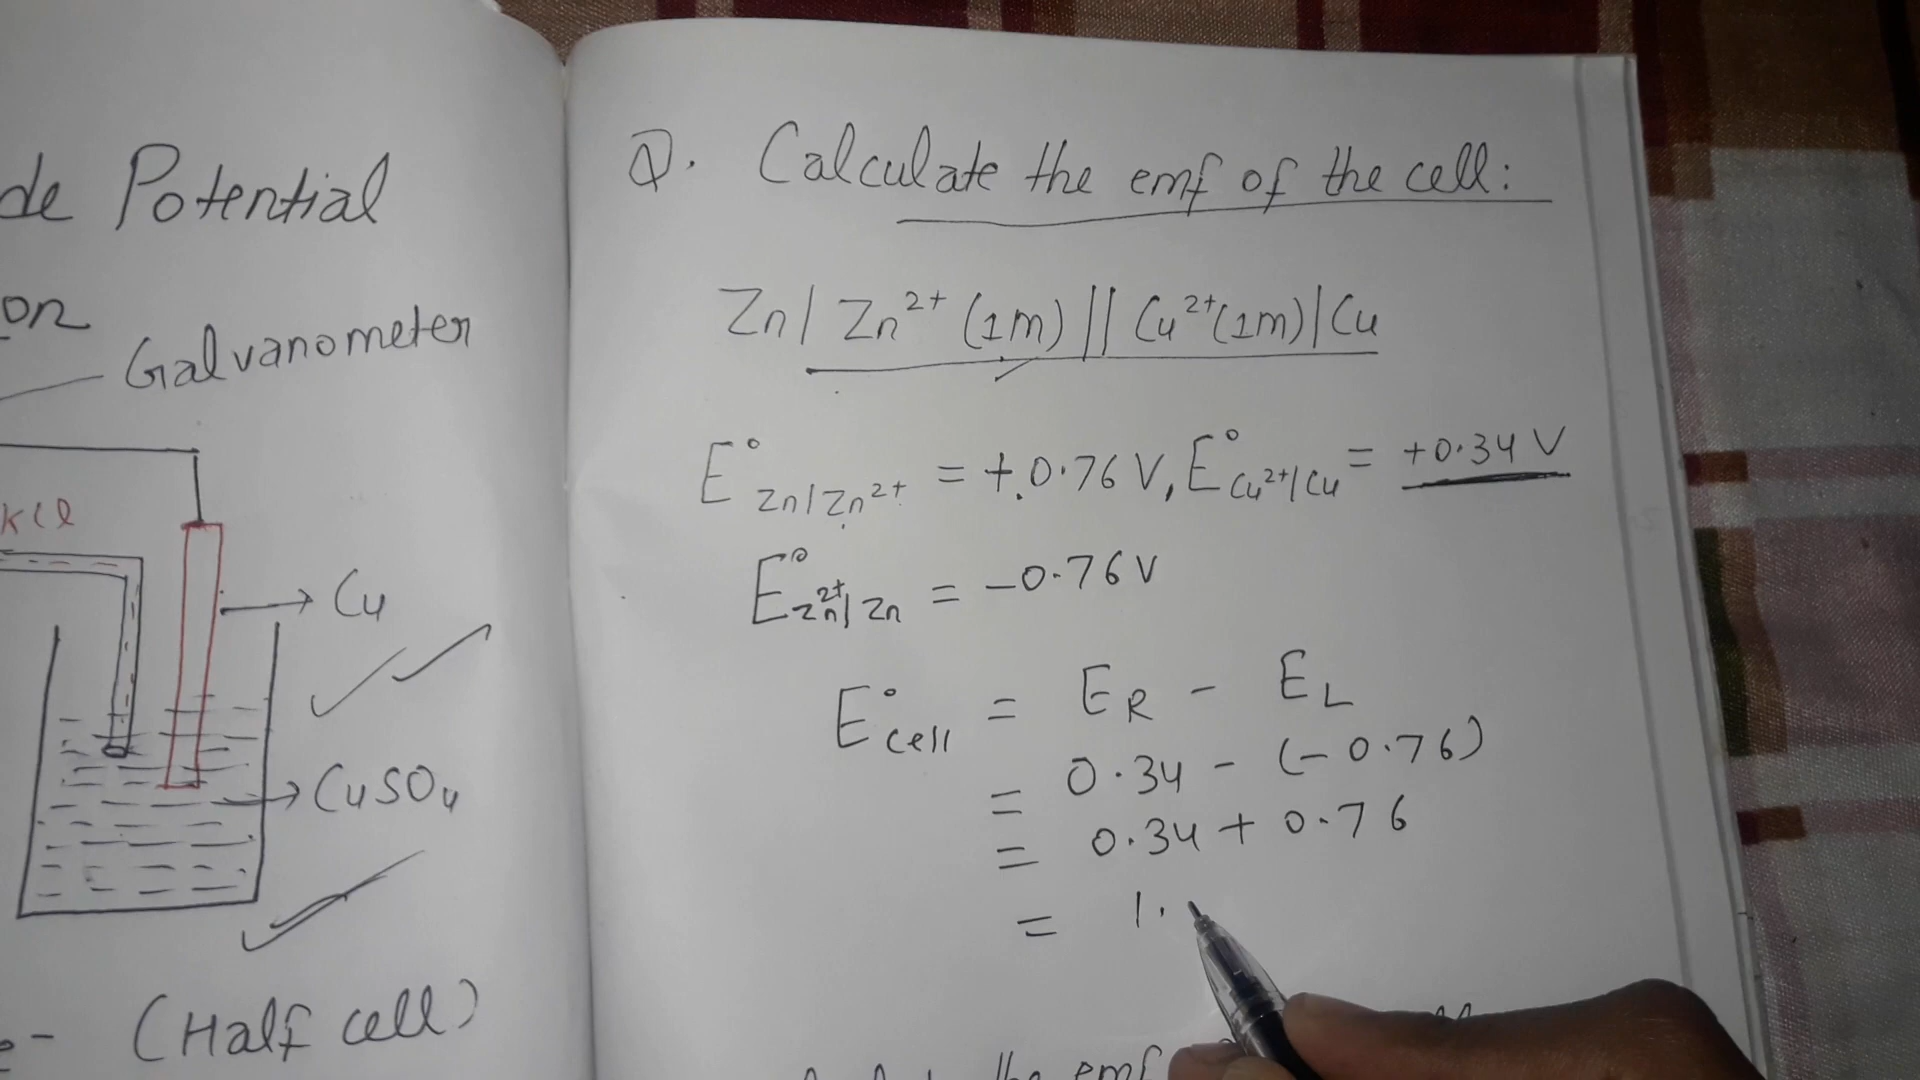 de Potential
on
Galvanometer
KCl
Cu
CuSO₄
(Half cell)
Q. Calculate the emf of the cell:
Zn/Zn²⁺(1m)||Cu²⁺(1m)|Cu
E°Zn/Zn²⁺ = +0.76 V, E°Cu²⁺/Cu = +0.34 V
E°Zn²⁺/Zn = -0.76 V
E°cell = ER - EL
= 0.34 - (-0.76)
= 0.34 + 0.76
= 1.
the emf